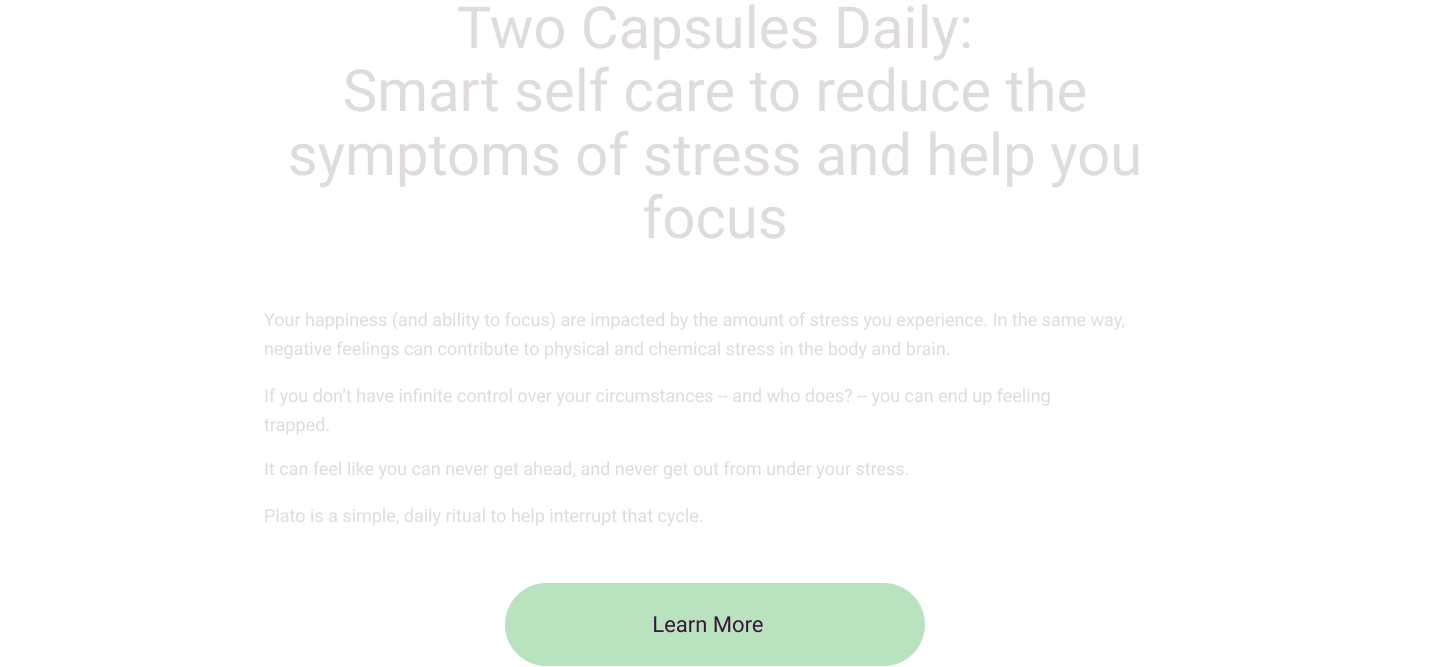 Two Capsules Daily:
Smart self care to reduce the
symptoms of stress and help you
focus
Your happiness (and ability to focus) are impacted by the amount of stress you experience. In the same way,
negative feelings can contribute to physical and chemical stress in the body and brain.
If you don’t have infinite control over your circumstances -- and who does? -- you can end up feeling
trapped.
It can feel like you can never get ahead, and never get out from under your stress.
Plato is a simple, daily ritual to help interrupt that cycle.
Learn More